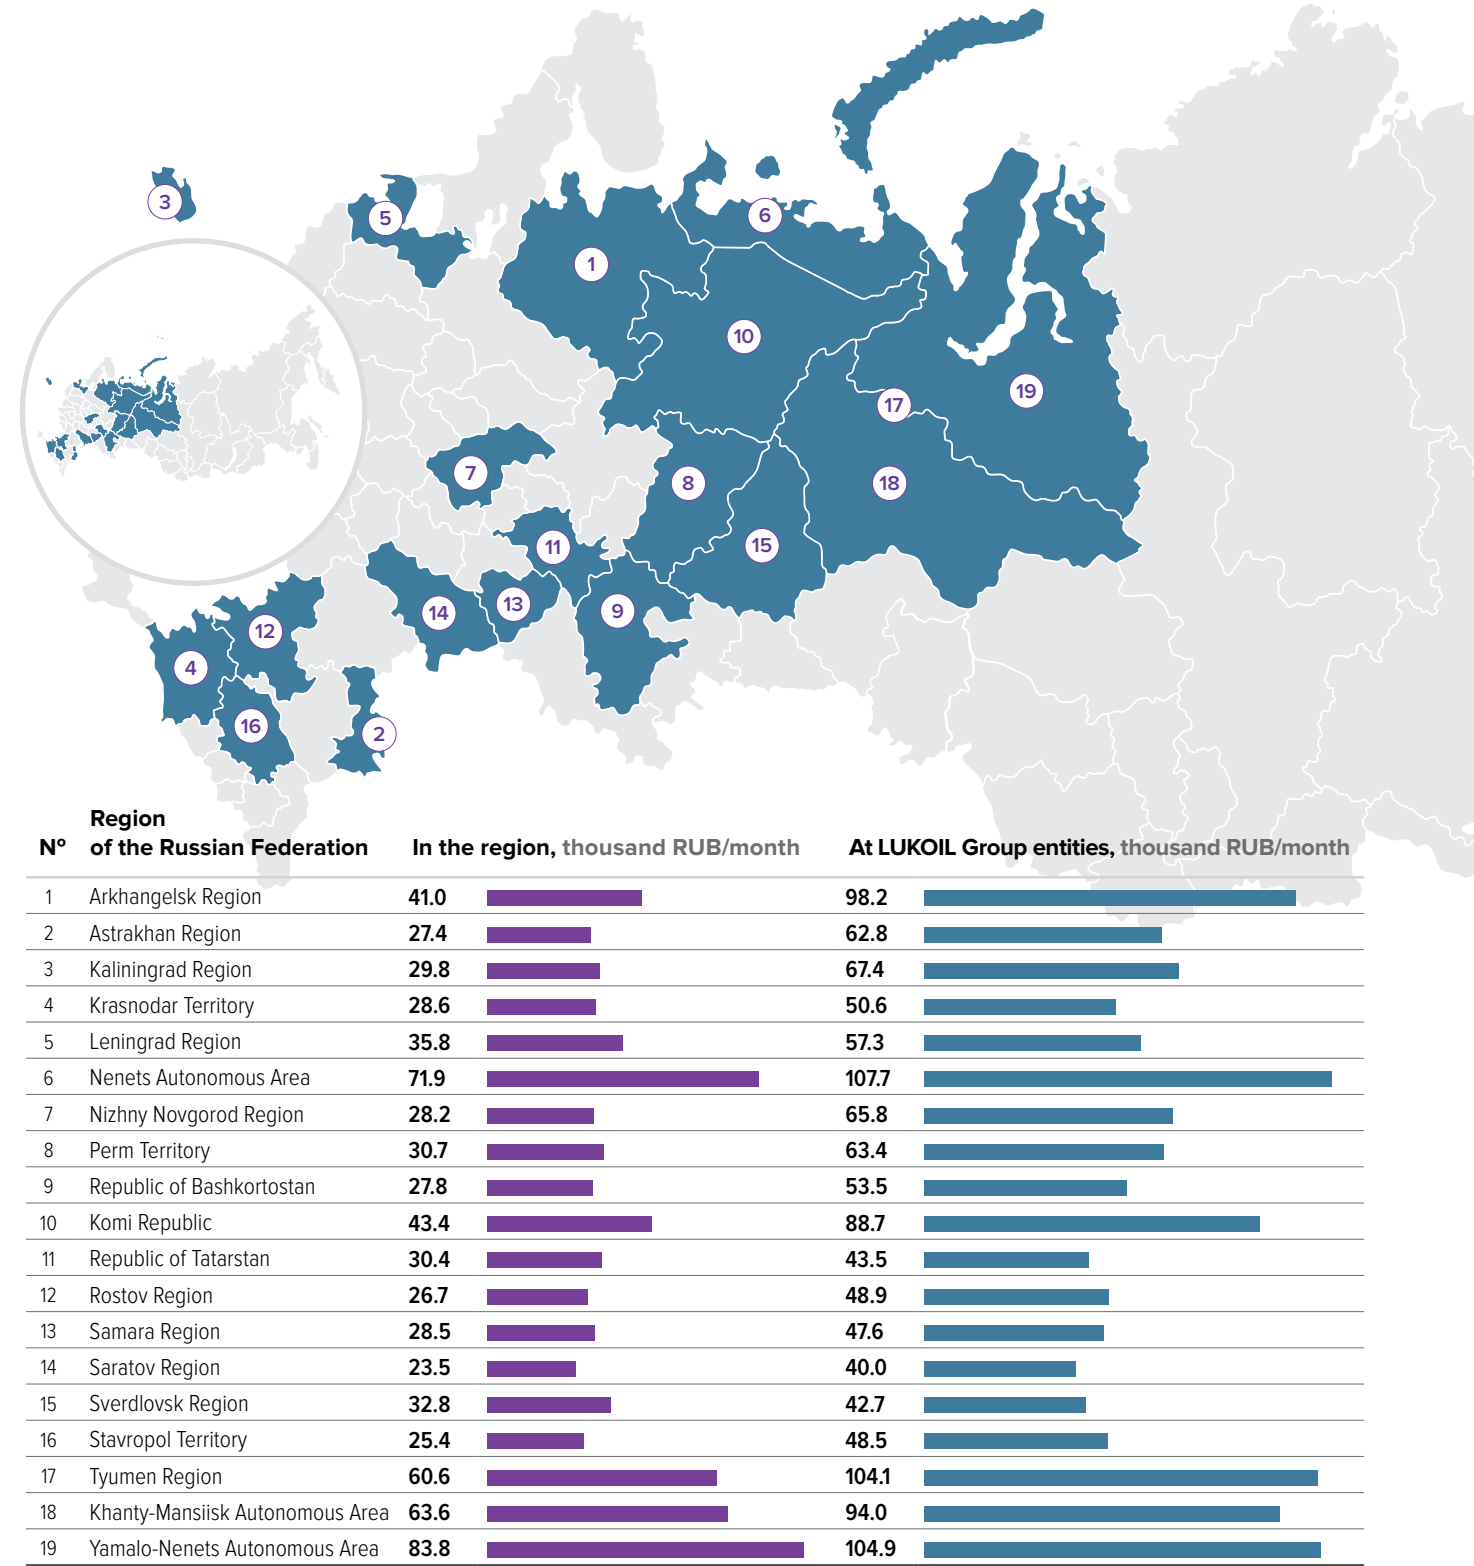 3
5
6
1
10
19
17
7
8
18
11
15
13
9
14
12
4
16
2
Region
Nº of the Russian Federation In the region, thousand RUB/month At LUKOIL Group entities, thousand RUB/month
1 Arkhangelsk Region 41.0 98.2
2 Astrakhan Region 27.4 62.8
3 Kaliningrad Region 29.8 67.4
4 Krasnodar Territory 28.6 50.6
5 Leningrad Region 35.8 57.3
6 Nenets Autonomous Area 71.9 107.7
7 Nizhny Novgorod Region 28.2 65.8
8 Perm Territory 30.7 63.4
9 Republic of Bashkortostan 27.8 53.5
10 Komi Republic 43.4 88.7
11 Republic of Tatarstan 30.4 43.5
12 Rostov Region 26.7 48.9
13 Samara Region 28.5 47.6
14 Saratov Region 23.5 40.0
15 Sverdlovsk Region 32.8 42.7
16 Stavropol Territory 25.4 48.5
17 Tyumen Region 60.6 104.1
18 Khanty-Mansiisk Autonomous Area 63.6 94.0
19 Yamalo-Nenets Autonomous Area 83.8 104.9